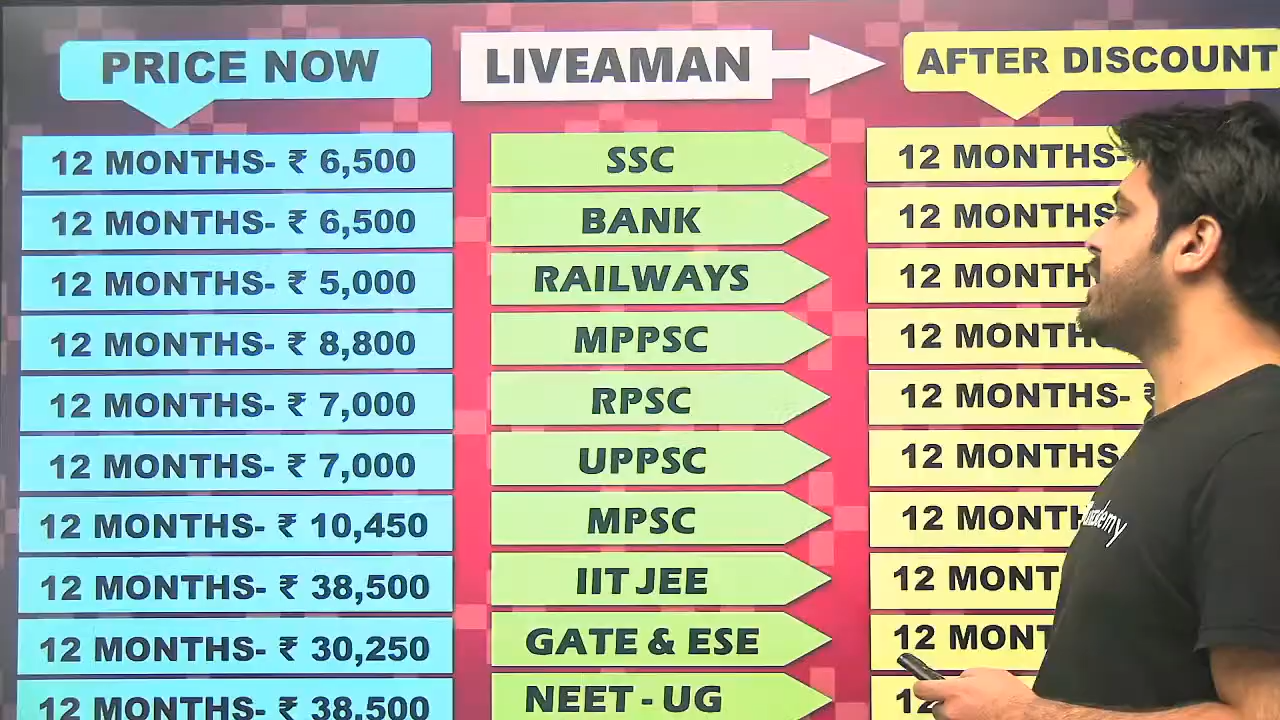 PRICE NOW LIVEAMAN AFTER DISCOUNT
12 MONTHS- ₹ 6,500 SSC 12 MONTHS-
12 MONTHS- ₹ 6,500 BANK 12 MONTHS
12 MONTHS- ₹ 5,000 RAILWAYS 12 MONTH
12 MONTHS- ₹ 8,800 MPPSC 12 MONTH
12 MONTHS- ₹ 7,000 RPSC 12 MONTHS- ₹
12 MONTHS- ₹ 7,000 UPPSC 12 MONTHS
12 MONTHS- ₹ 10,450 MPSC 12 MONTH
12 MONTHS- ₹ 38,500 IIT JEE 12 MONT
12 MONTHS- ₹ 30,250 GATE & ESE 12 MONT
12 MONTHS- ₹ 38,500 NEET - UG 12